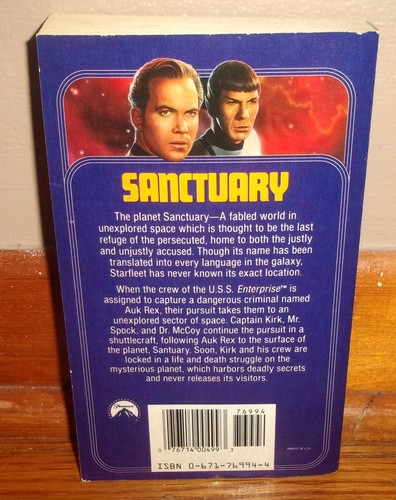 SANCTUARY
The planet Sanctuary—A fabled world in
unexplored space which is thought to be the last
refuge of the persecuted, home to both the justly
and unjustly accused. Though its name has been
translated into every language in the galaxy,
Starfleet has never known its exact location.
When the crew of the U.S.S. Enterprise™ is
assigned to capture a dangerous criminal named
Auk Rex, their pursuit takes them to an
unexplored sector of space. Captain Kirk, Mr.
Spock, and Dr. McCoy continue the pursuit in a
shuttlecraft, following Auk Rex to the surface of
the planet, Santuary. Soon, Kirk and his crew are
locked in a life and death struggle on the
mysterious planet, which harbors deadly secrets
and never releases its visitors.
Paramount
76994
0 76714 00499 3
ISBN 0-671-76994-4